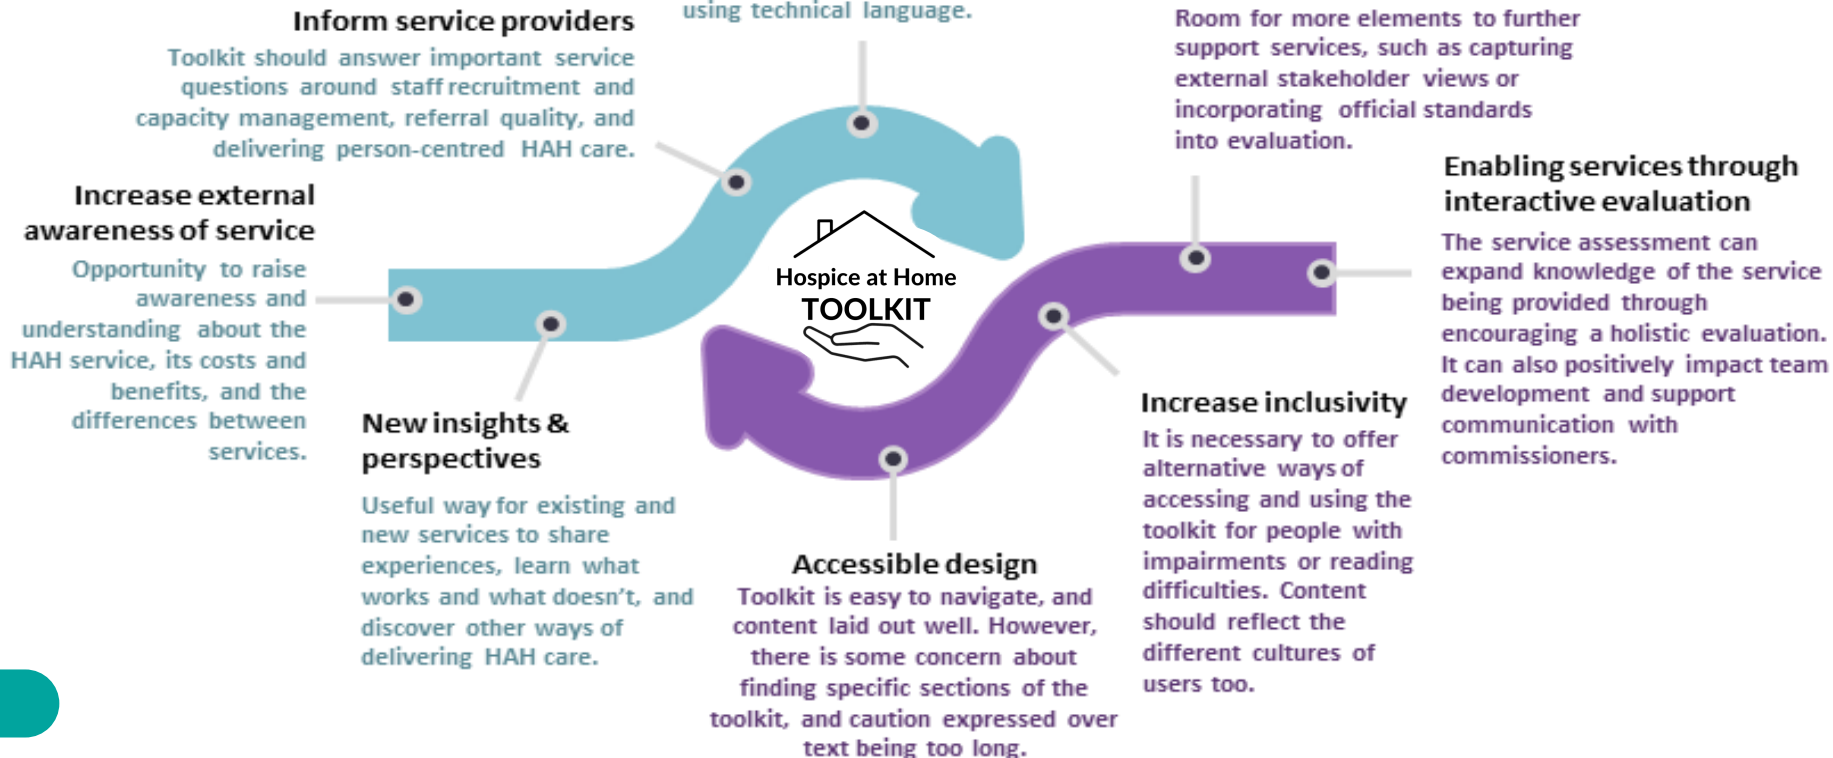 using technical language.
Inform service providers
Toolkit should answer important service
questions around staff recruitment and
capacity management, referral quality, and
delivering person-centred HAH care.
Increase external
awareness of service
Opportunity to raise
awareness and
understanding about the
HAH service, its costs and
benefits, and the
differences between
services.
New insights &
perspectives
Useful way for existing and
new services to share
experiences, learn what
works and what doesn't, and
discover other ways of
delivering HAH care.
Hospice at Home
TOOLKIT
Accessible design
Toolkit is easy to navigate, and
content laid out well. However,
there is some concern about
finding specific sections of the
toolkit, and caution expressed over
text being too long.
Room for more elements to further
support services, such as capturing
external stakeholder views or
incorporating official standards
into evaluation.
Increase inclusivity
It is necessary to offer
alternative ways of
accessing and using the
toolkit for people with
impairments or reading
difficulties. Content
should reflect the
different cultures of
users too.
Enabling services through
interactive evaluation
The service assessment can
expand knowledge of the service
being provided through
encouraging a holistic evaluation.
It can also positively impact team
development and support
communication with
commissioners.